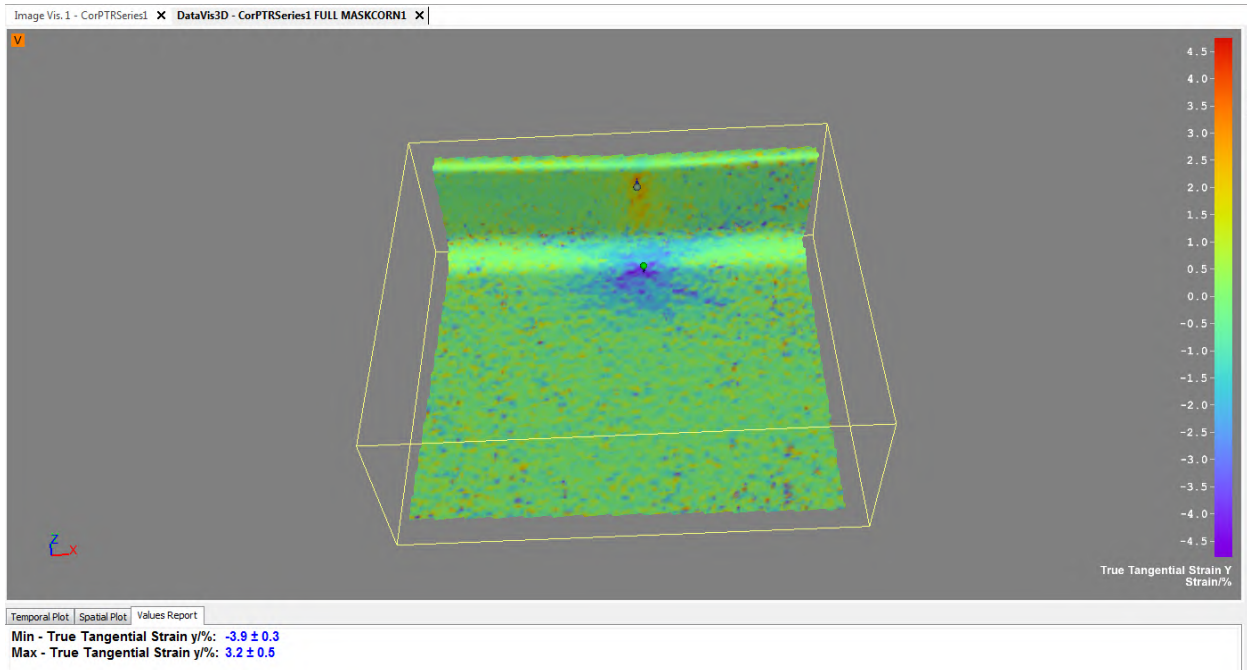 Image Vis. 1 - CorPTRSeries1 DataVis3D - CorPTRSeries1 FULL MASKCORN1
V
4.5
4.0
3.5
3.0
2.5
2.0
1.5
1.0
0.5
0.0
-0.5
-1.0
-1.5
-2.0
-2.5
-3.0
-3.5
-4.0
-4.5
Z
X
True Tangential Strain Y
Strain/%
Temporal Plot Spatial Plot Values Report
Min - True Tangential Strain y/%: -3.9 ± 0.3
Max - True Tangential Strain y/%: 3.2 ± 0.5